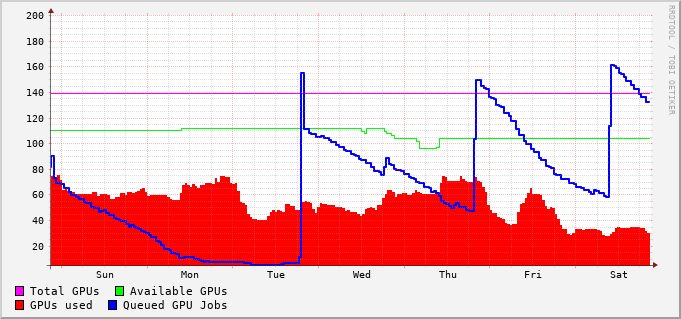 200
180
160
140
120
100
80
60
40
20
Sun Mon Tue Wed Thu Fri Sat
Total GPUs Available GPUs
GPUs used Queued GPU Jobs
RRDTOOL / TOBI OETIKER